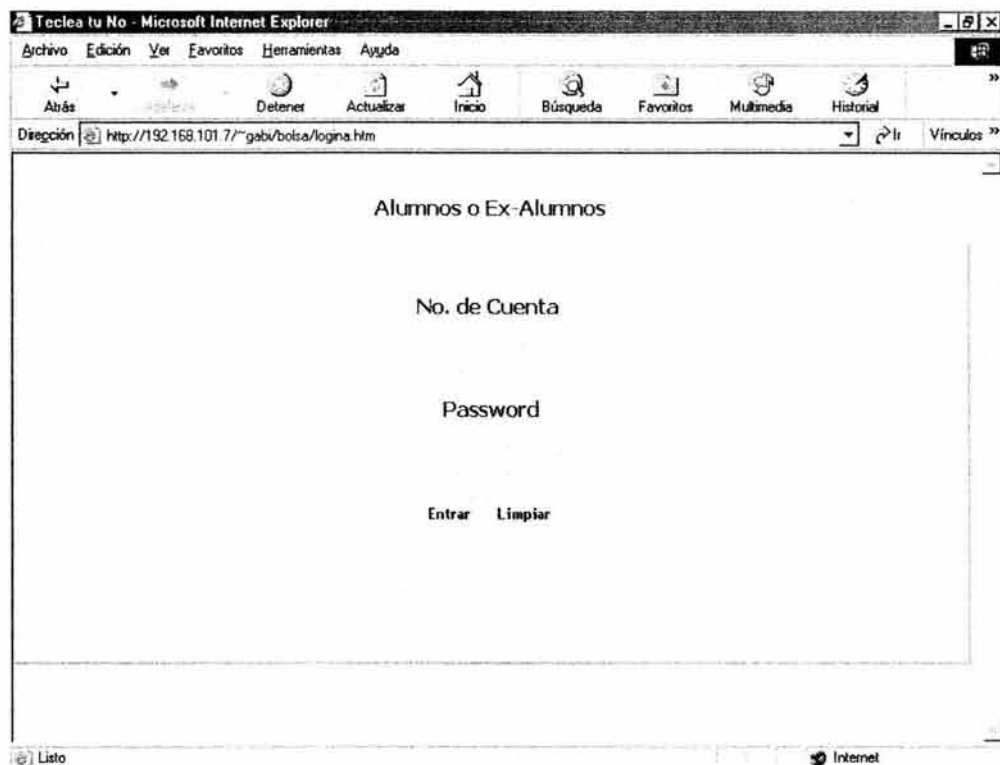 Teclea tu No - Microsoft Internet Explorer
Archivo Edición Ver Favoritos Herramientas Ayuda
Atrás Detener Actualizar Inicio Búsqueda Favoritos Multimedia Historial »
Dirección http://192.168.101.7/~gabi/bolsa/logina.htm Ir Vínculos »
Alumnos o Ex-Alumnos
No. de Cuenta
Password
Entrar Limpiar
Listo Internet